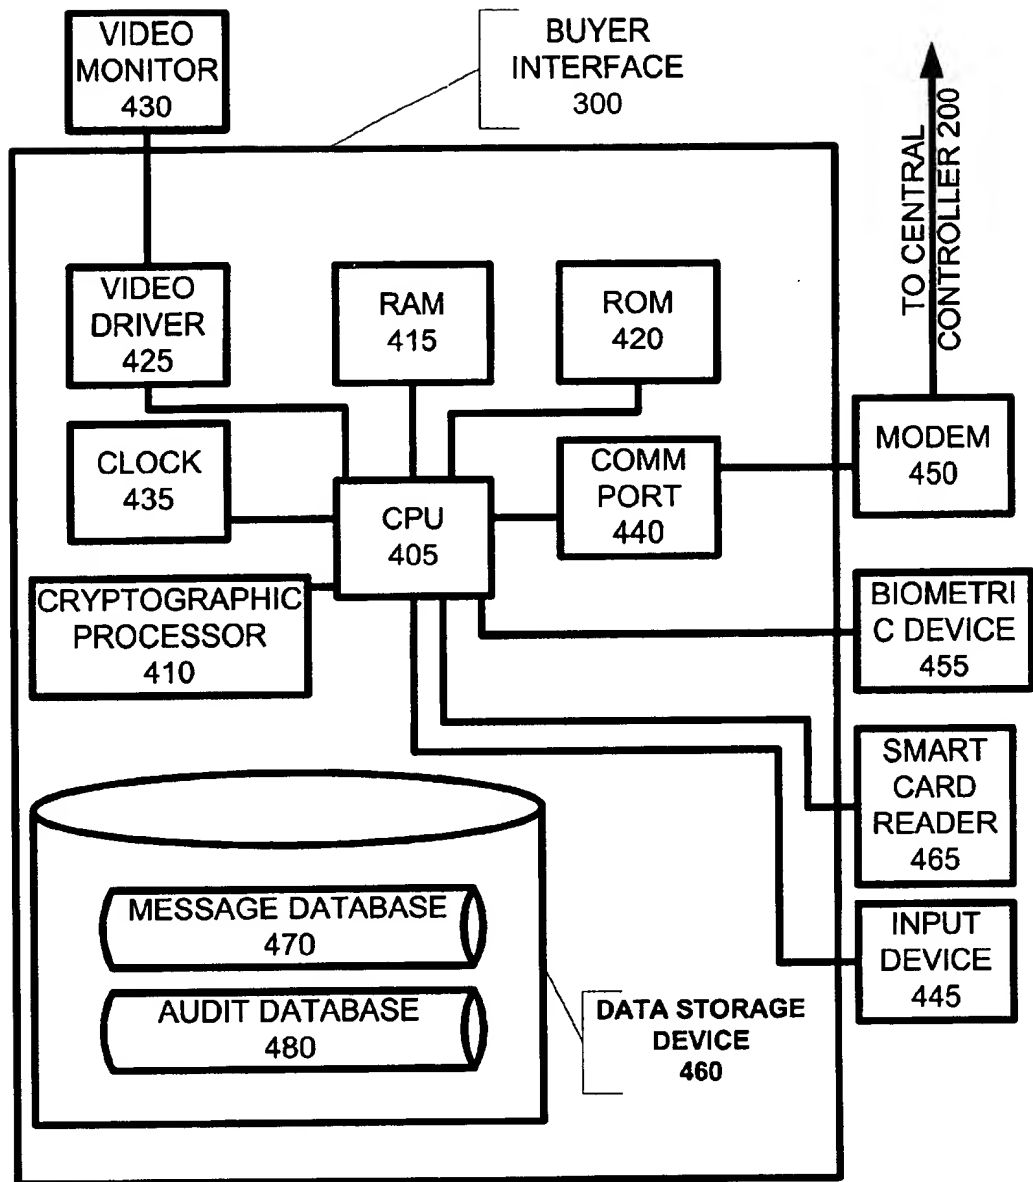 VIDEO
MONITOR
430
BUYER
INTERFACE
300
TO CENTRAL
CONTROLLER 200
VIDEO
DRIVER
425
RAM
415
ROM
420
CLOCK
435
CPU
405
COMM
PORT
440
MODEM
450
CRYPTOGRAPHIC
PROCESSOR
410
BIOMETRI
C DEVICE
455
SMART
CARD
READER
465
MESSAGE DATABASE
470
AUDIT DATABASE
480
DATA STORAGE
DEVICE
460
INPUT
DEVICE
445